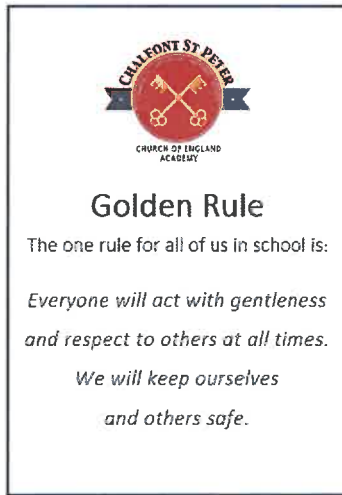 CHALFONT ST PETER
CHURCH OF ENGLAND
ACADEMY
Golden Rule
The one rule for all of us in school is:
Everyone will act with gentleness
and respect to others at all times.
We will keep ourselves
and others safe.